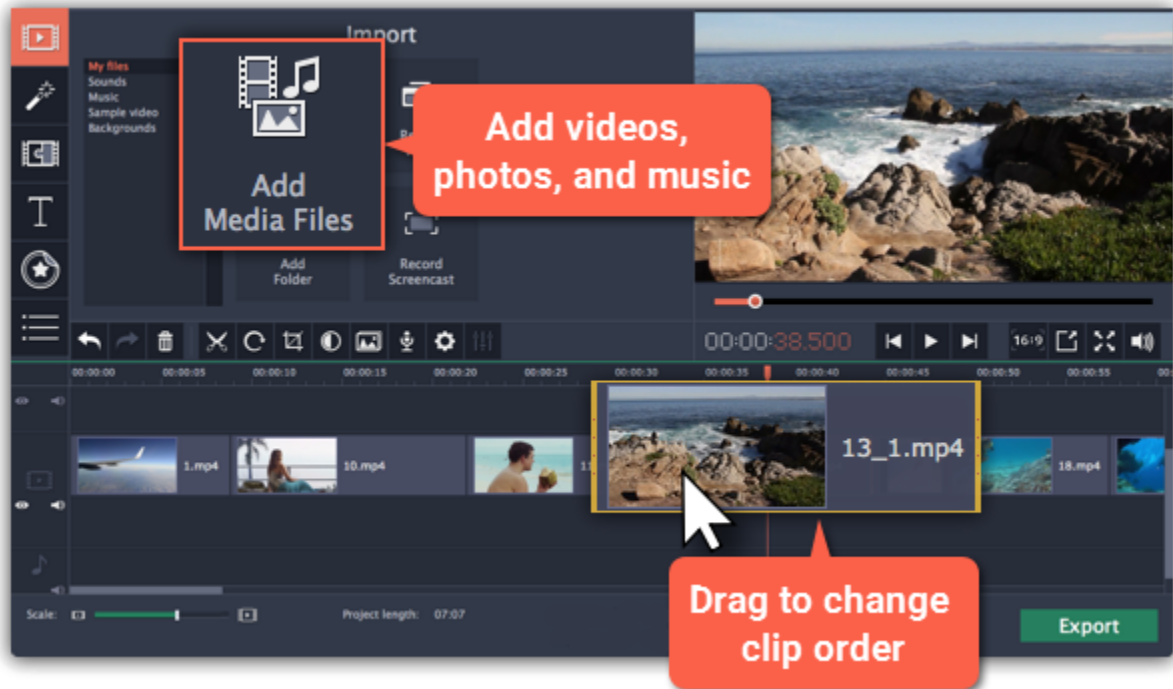 Import
My files
Sounds
Music
Sample video
Backgrounds
Add
Media Files
Add videos,
photos, and music
Add
Folder
Record
Screencast
00:00:38.500
16:9
00:00:00 00:00:05 00:00:10 00:00:15 00:00:20 00:00:25 00:00:30 00:00:35 00:00:40 00:00:45 00:00:50 00:00:55
1.mp4
10.mp4
13_1.mp4
18.mp4
Drag to change
clip order
Scale:
Project length: 07:07
Export